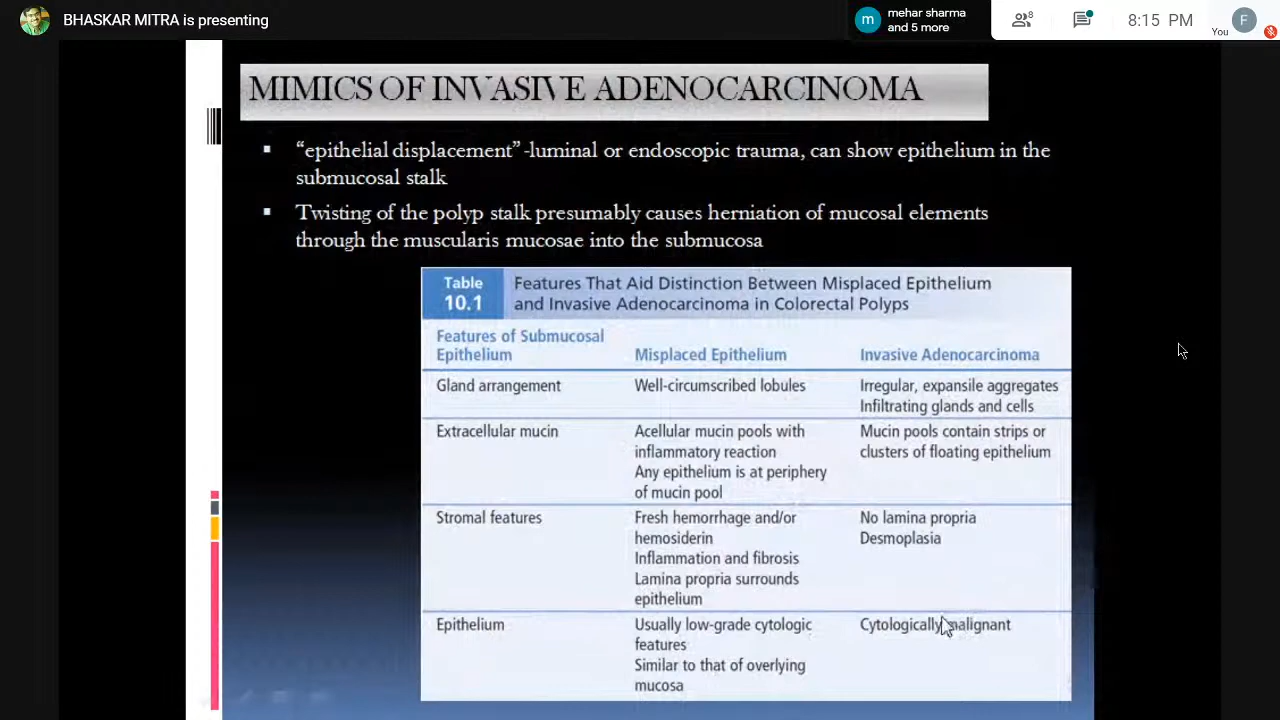 BHASKAR MITRA is presenting
m
mehar sharma
and 5 more
8
8:15 PM
You
F
MIMICS OF INVASIVE ADENOCARCINOMA
▪ “epithelial displacement” -luminal or endoscopic trauma, can show epithelium in the
submucosal stalk
▪ Twisting of the polyp stalk presumably causes herniation of mucosal elements
through the muscularis mucosae into the submucosa
Table
10.1
Features That Aid Distinction Between Misplaced Epithelium
and Invasive Adenocarcinoma in Colorectal Polyps
Features of Submucosal
Epithelium
Misplaced Epithelium
Invasive Adenocarcinoma
Gland arrangement
Well-circumscribed lobules
Irregular, expansile aggregates
Infiltrating glands and cells
Extracellular mucin
Acellular mucin pools with
inflammatory reaction
Any epithelium is at periphery
of mucin pool
Mucin pools contain strips or
clusters of floating epithelium
Stromal features
Fresh hemorrhage and/or
hemosiderin
Inflammation and fibrosis
Lamina propria surrounds
epithelium
No lamina propria
Desmoplasia
Epithelium
Usually low-grade cytologic
features
Similar to that of overlying
mucosa
Cytologically malignant